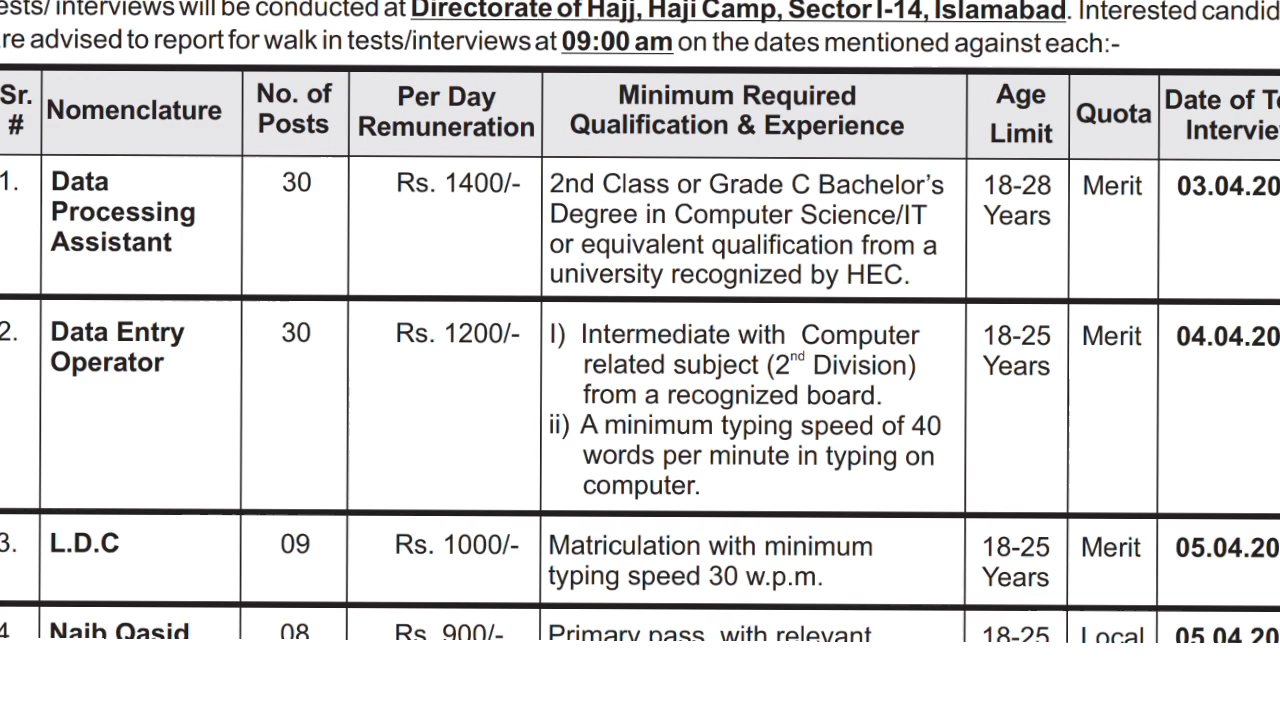 tests/ interviews will be conducted at Directorate of Hajj, Haji Camp, Sector I-14, Islamabad. Interested
are advised to report for walk in tests/interviews at 09:00 am on the dates mentioned against each:-
Sr. # Nomenclature No. of Posts Per Day Remuneration Minimum Required Qualification & Experience Age Limit Quota Date of
1. Data 30 Rs. 1400/- 2nd Class or Grade C Bachelor's 18-28 Merit 03.04.20
Processing Degree in Computer Science/IT Years
Assistant or equivalent qualification from a
university recognized by HEC.
2. Data Entry 30 Rs. 1200/- I) Intermediate with Computer 18-25 Merit 04.04.20
Operator related subject (2nd Division) Years
from a recognized board.
ii) A minimum typing speed of 40
words per minute in typing on
computer.
3. L.D.C 09 Rs. 1000/- Matriculation with minimum 18-25 Merit 05.04.20
typing speed 30 w.p.m. Years
4 Naib Qasid 08 Rs. 900/- Primary pass with relevant 18-25 Local 05.04.20